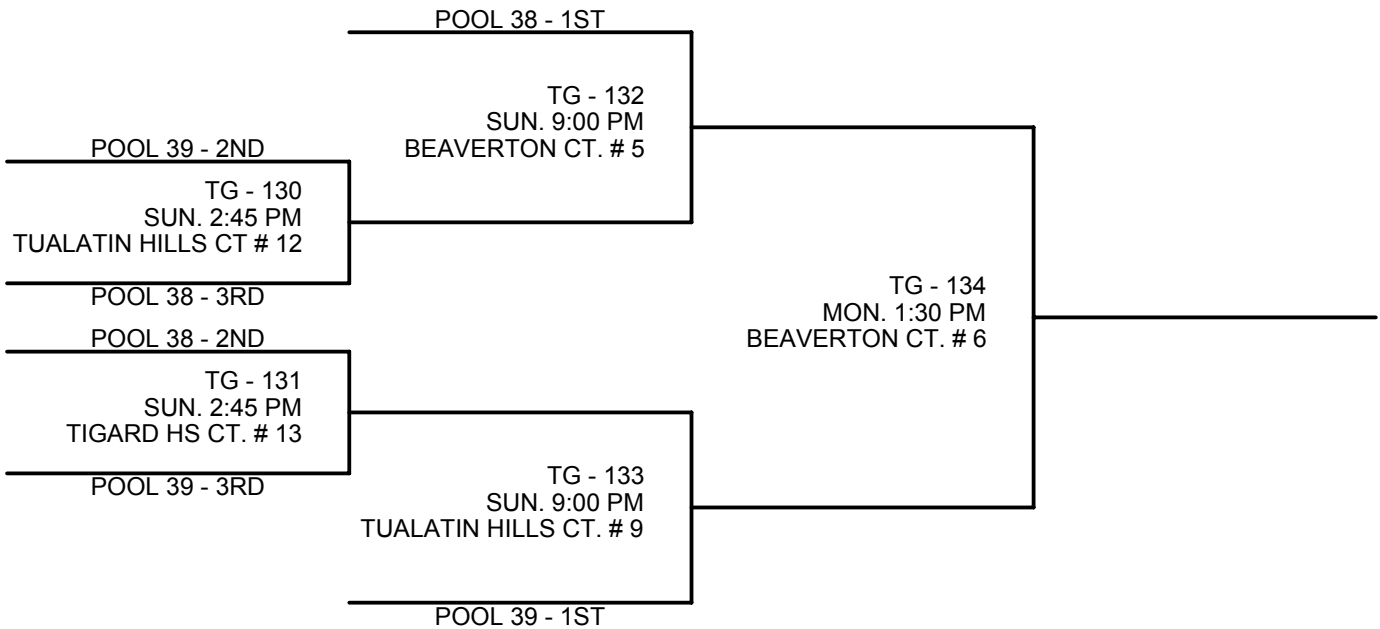 POOL 38 - 1ST
TG - 132
SUN. 9:00 PM
BEAVERTON CT. # 5
POOL 39 - 2ND
TG - 130
SUN. 2:45 PM
TUALATIN HILLS CT # 12
POOL 38 - 3RD
POOL 38 - 2ND
TG - 131
SUN. 2:45 PM
TIGARD HS CT. # 13
POOL 39 - 3RD
TG - 134
MON. 1:30 PM
BEAVERTON CT. # 6
TG - 133
SUN. 9:00 PM
TUALATIN HILLS CT. # 9
POOL 39 - 1ST